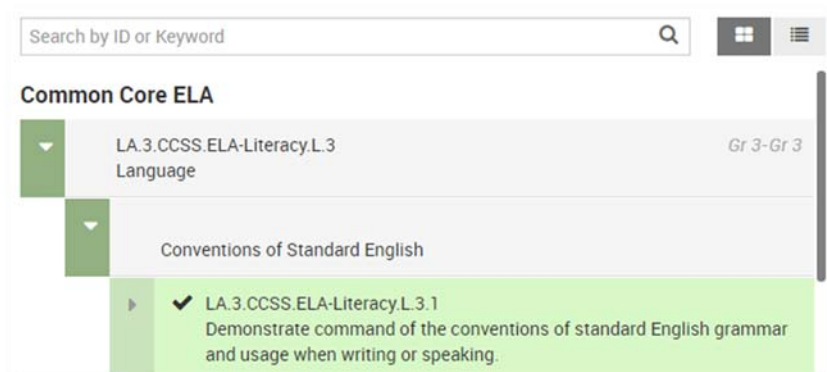 Search by ID or Keyword
Common Core ELA
LA.3.CCSS.ELA-Literacy.L.3
Gr 3-Gr 3
Language
Conventions of Standard English
LA.3.CCSS.ELA-Literacy.L.3.1
Demonstrate command of the conventions of standard English grammar
and usage when writing or speaking.